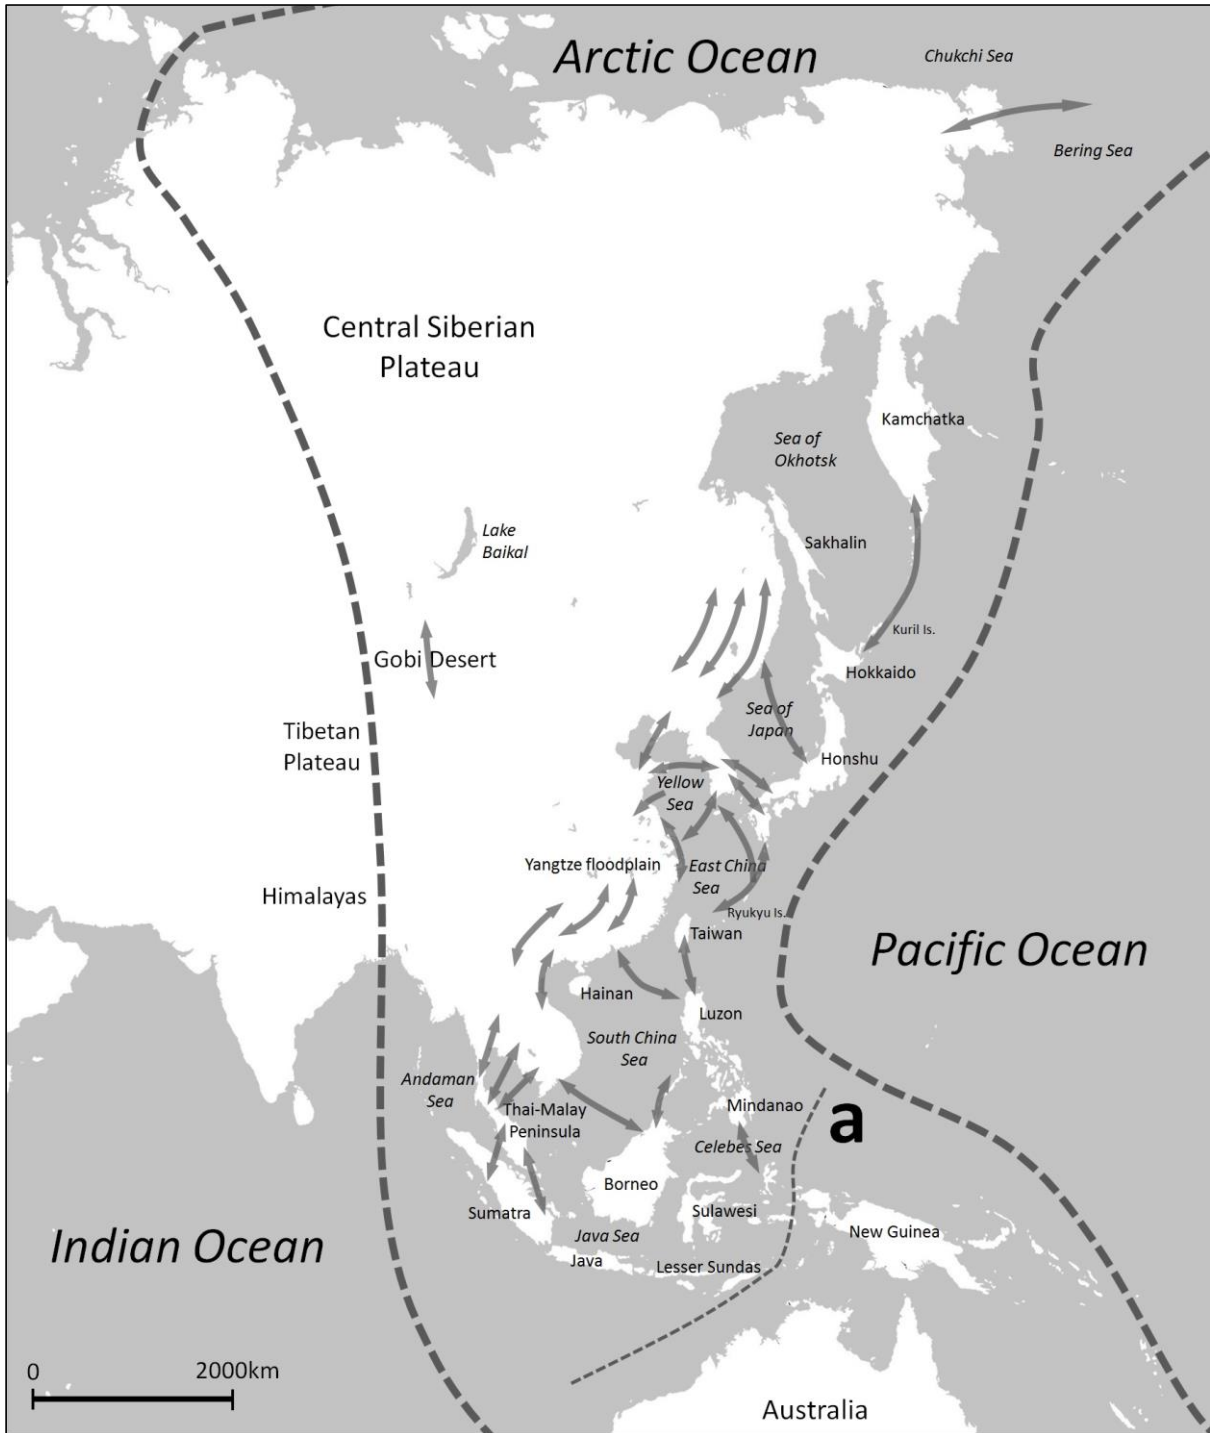 Arctic Ocean
Chukchi Sea
Bering Sea
Central Siberian
Plateau
Kamchatka
Sea of
Okhotsk
Lake
Baikal
Sakhalin
Kuril Is.
Gobi Desert
Hokkaido
Sea of
Japan
Tibetan
Plateau
Honshu
Yellow
Sea
Yangtze floodplain
East China
Sea
Himalayas
Ryukyu Is.
Taiwan
Pacific Ocean
Hainan
Luzon
South China
Sea
Andaman
Sea
Thai-Malay
Peninsula
Mindanao
a
Celebes Sea
Borneo
Sumatra
Sulawesi
New Guinea
Indian Ocean
Java Sea
Java
Lesser Sundas
0
2000km
Australia